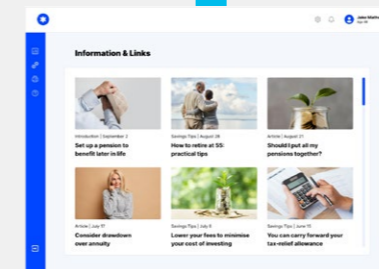 Information & Links
Introduction | September 2
Set up a pension to
benefit later in life
Savings Tips | August 28
How to retire at 55:
practical tips
Article | August 21
Should I put all my
pensions together?
Article | July 17
Consider drawdown
over annuity
Savings Tips | July 8
Lower your fees to minimise
your cost of investing
Savings Tips | June 15
You can carry forward your
tax-relief allowance